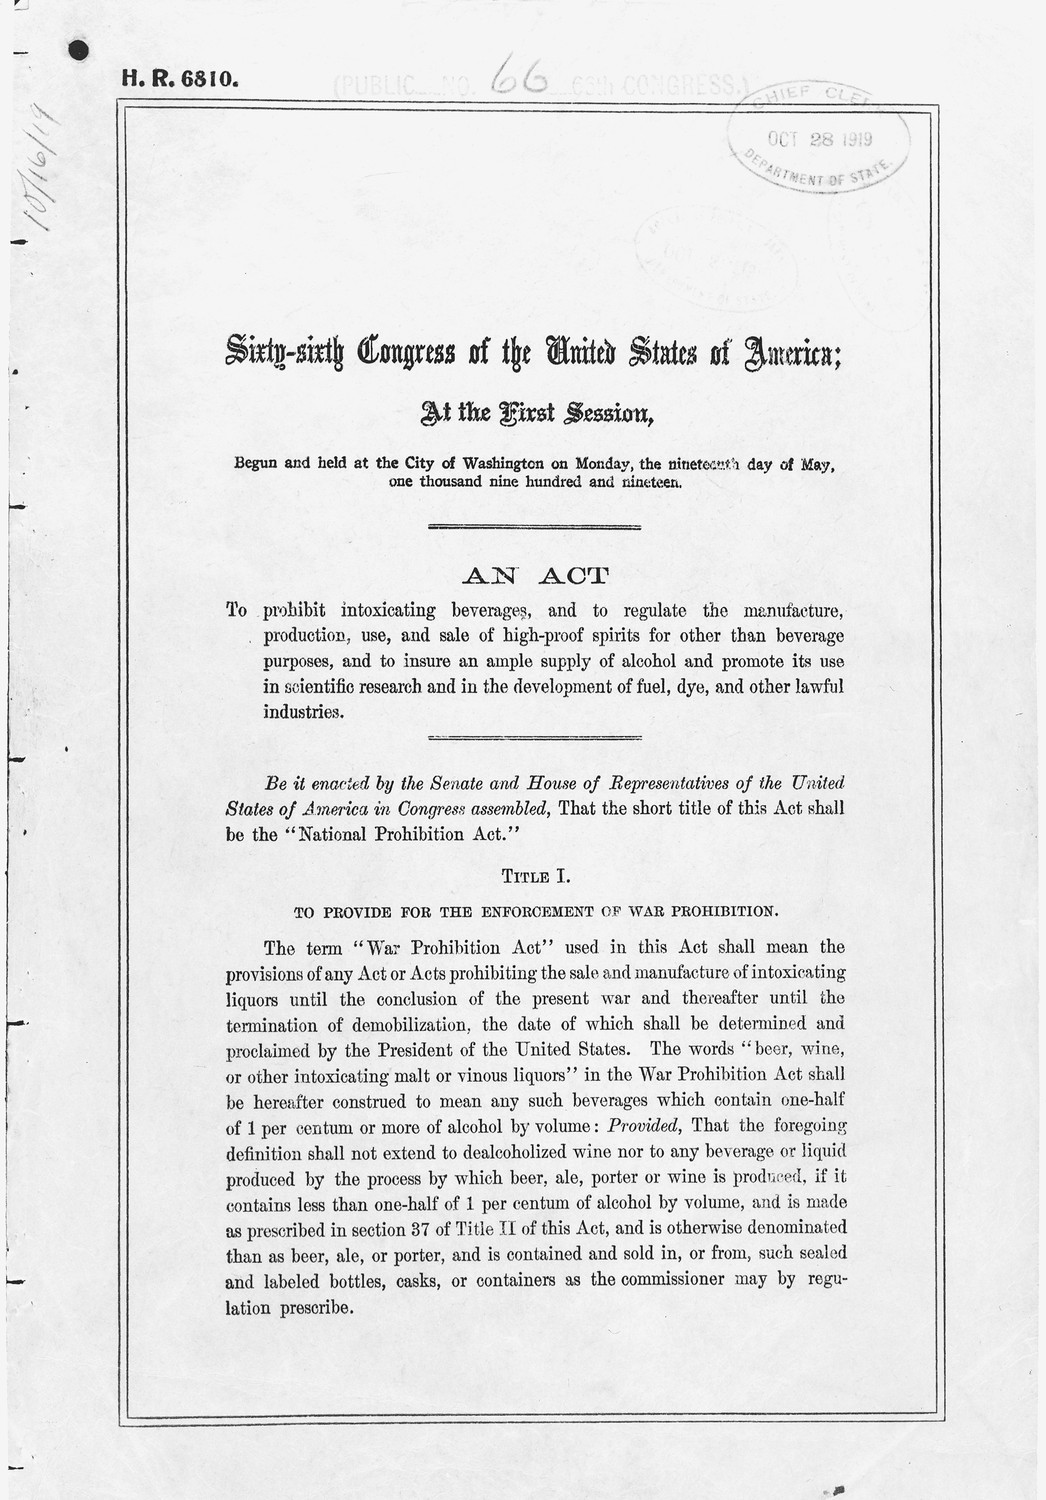 H. R. 6810.
(PUBLIC NO. 66 66th CONGRESS.)
10/16/19
CHIEF CLERK
OCT 28 1919
DEPARTMENT OF STATE.
Sixty-sixth Congress of the United States of America;
At the First Session,
Begun and held at the City of Washington on Monday, the nineteenth day of May,
one thousand nine hundred and nineteen.
AN ACT
To prohibit intoxicating beverages, and to regulate the manufacture,
production, use, and sale of high-proof spirits for other than beverage
purposes, and to insure an ample supply of alcohol and promote its use
in scientific research and in the development of fuel, dye, and other lawful
industries.
Be it enacted by the Senate and House of Representatives of the United
States of America in Congress assembled, That the short title of this Act shall
be the “National Prohibition Act.”
TITLE I.
TO PROVIDE FOR THE ENFORCEMENT OF WAR PROHIBITION.
The term “War Prohibition Act” used in this Act shall mean the
provisions of any Act or Acts prohibiting the sale and manufacture of intoxicating
liquors until the conclusion of the present war and thereafter until the
termination of demobilization, the date of which shall be determined and
proclaimed by the President of the United States. The words “beer, wine,
or other intoxicating malt or vinous liquors” in the War Prohibition Act shall
be hereafter construed to mean any such beverages which contain one-half
of 1 per centum or more of alcohol by volume: Provided, That the foregoing
definition shall not extend to dealcoholized wine nor to any beverage or liquid
produced by the process by which beer, ale, porter or wine is produced, if it
contains less than one-half of 1 per centum of alcohol by volume, and is made
as prescribed in section 37 of Title II of this Act, and is otherwise denominated
than as beer, ale, or porter, and is contained and sold in, or from, such sealed
and labeled bottles, casks, or containers as the commissioner may by regu-
lation prescribe.